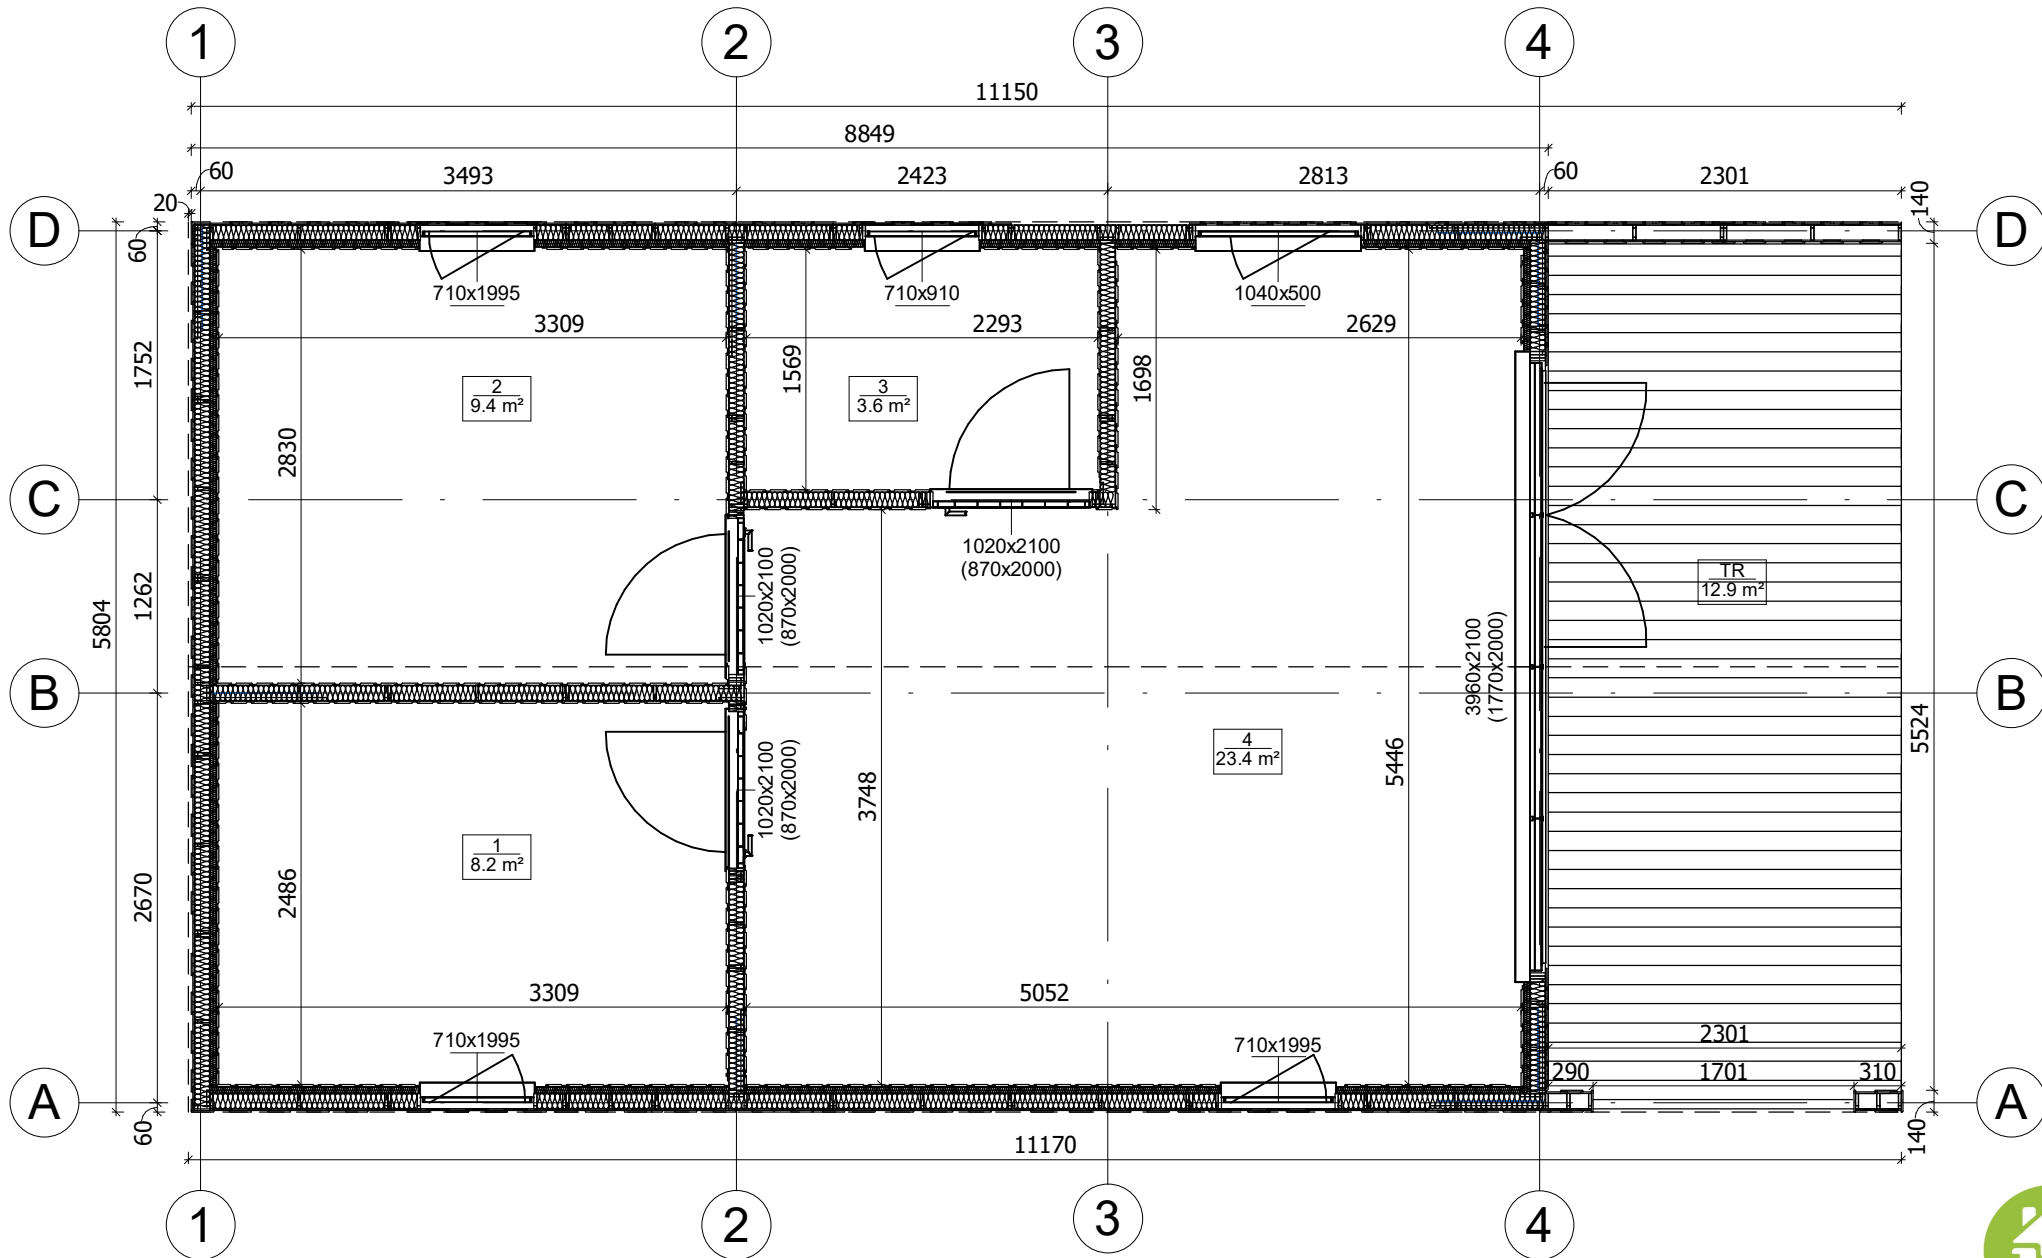 1 2 3 4
11150
8849
60 3493 2423 2813 60 2301
20 140
D D
60
710x1995 710x910 1040x500
3309 2293 2629
1752 1569 1698
2
9.4 m²
3
3.6 m²
2830
C C
1020x2100
(870x2000)
1020x2100
(870x2000)
TR
12.9 m²
1262
5804
3960x2100
(1770x2000)
B B
5524
4
23.4 m²
1020x2100
(870x2000)
3748 5446
1
8.2 m²
2670 2486
3309 5052
2301
710x1995 710x1995
290 1701 310
A A
60 140
11170
1 2 3 4